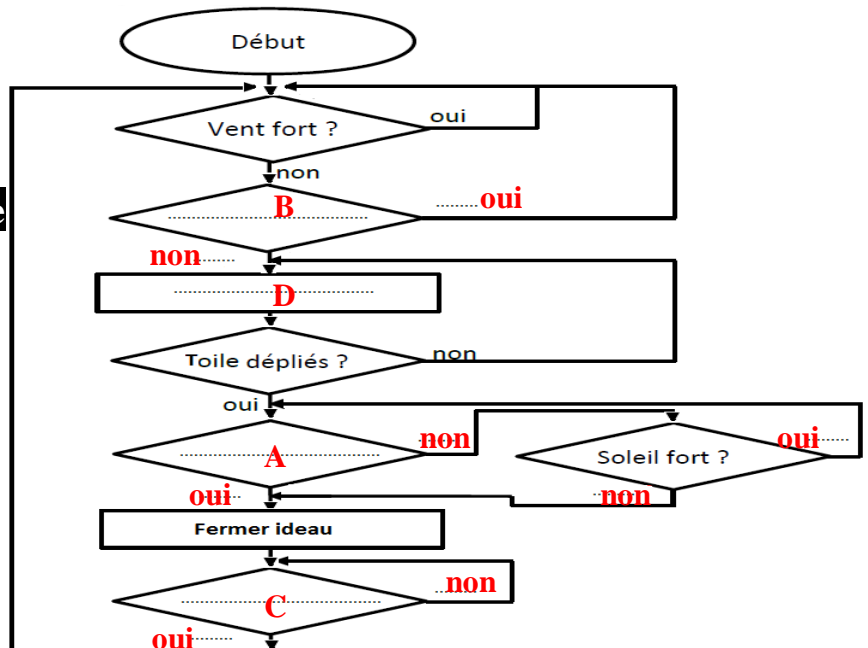 Début
Vent fort ?
oui
non
B
oui
non
D
Toile dépliés ?
non
oui
A
non
Soleil fort ?
oui
oui
non
Fermer ideau
C
non
oui